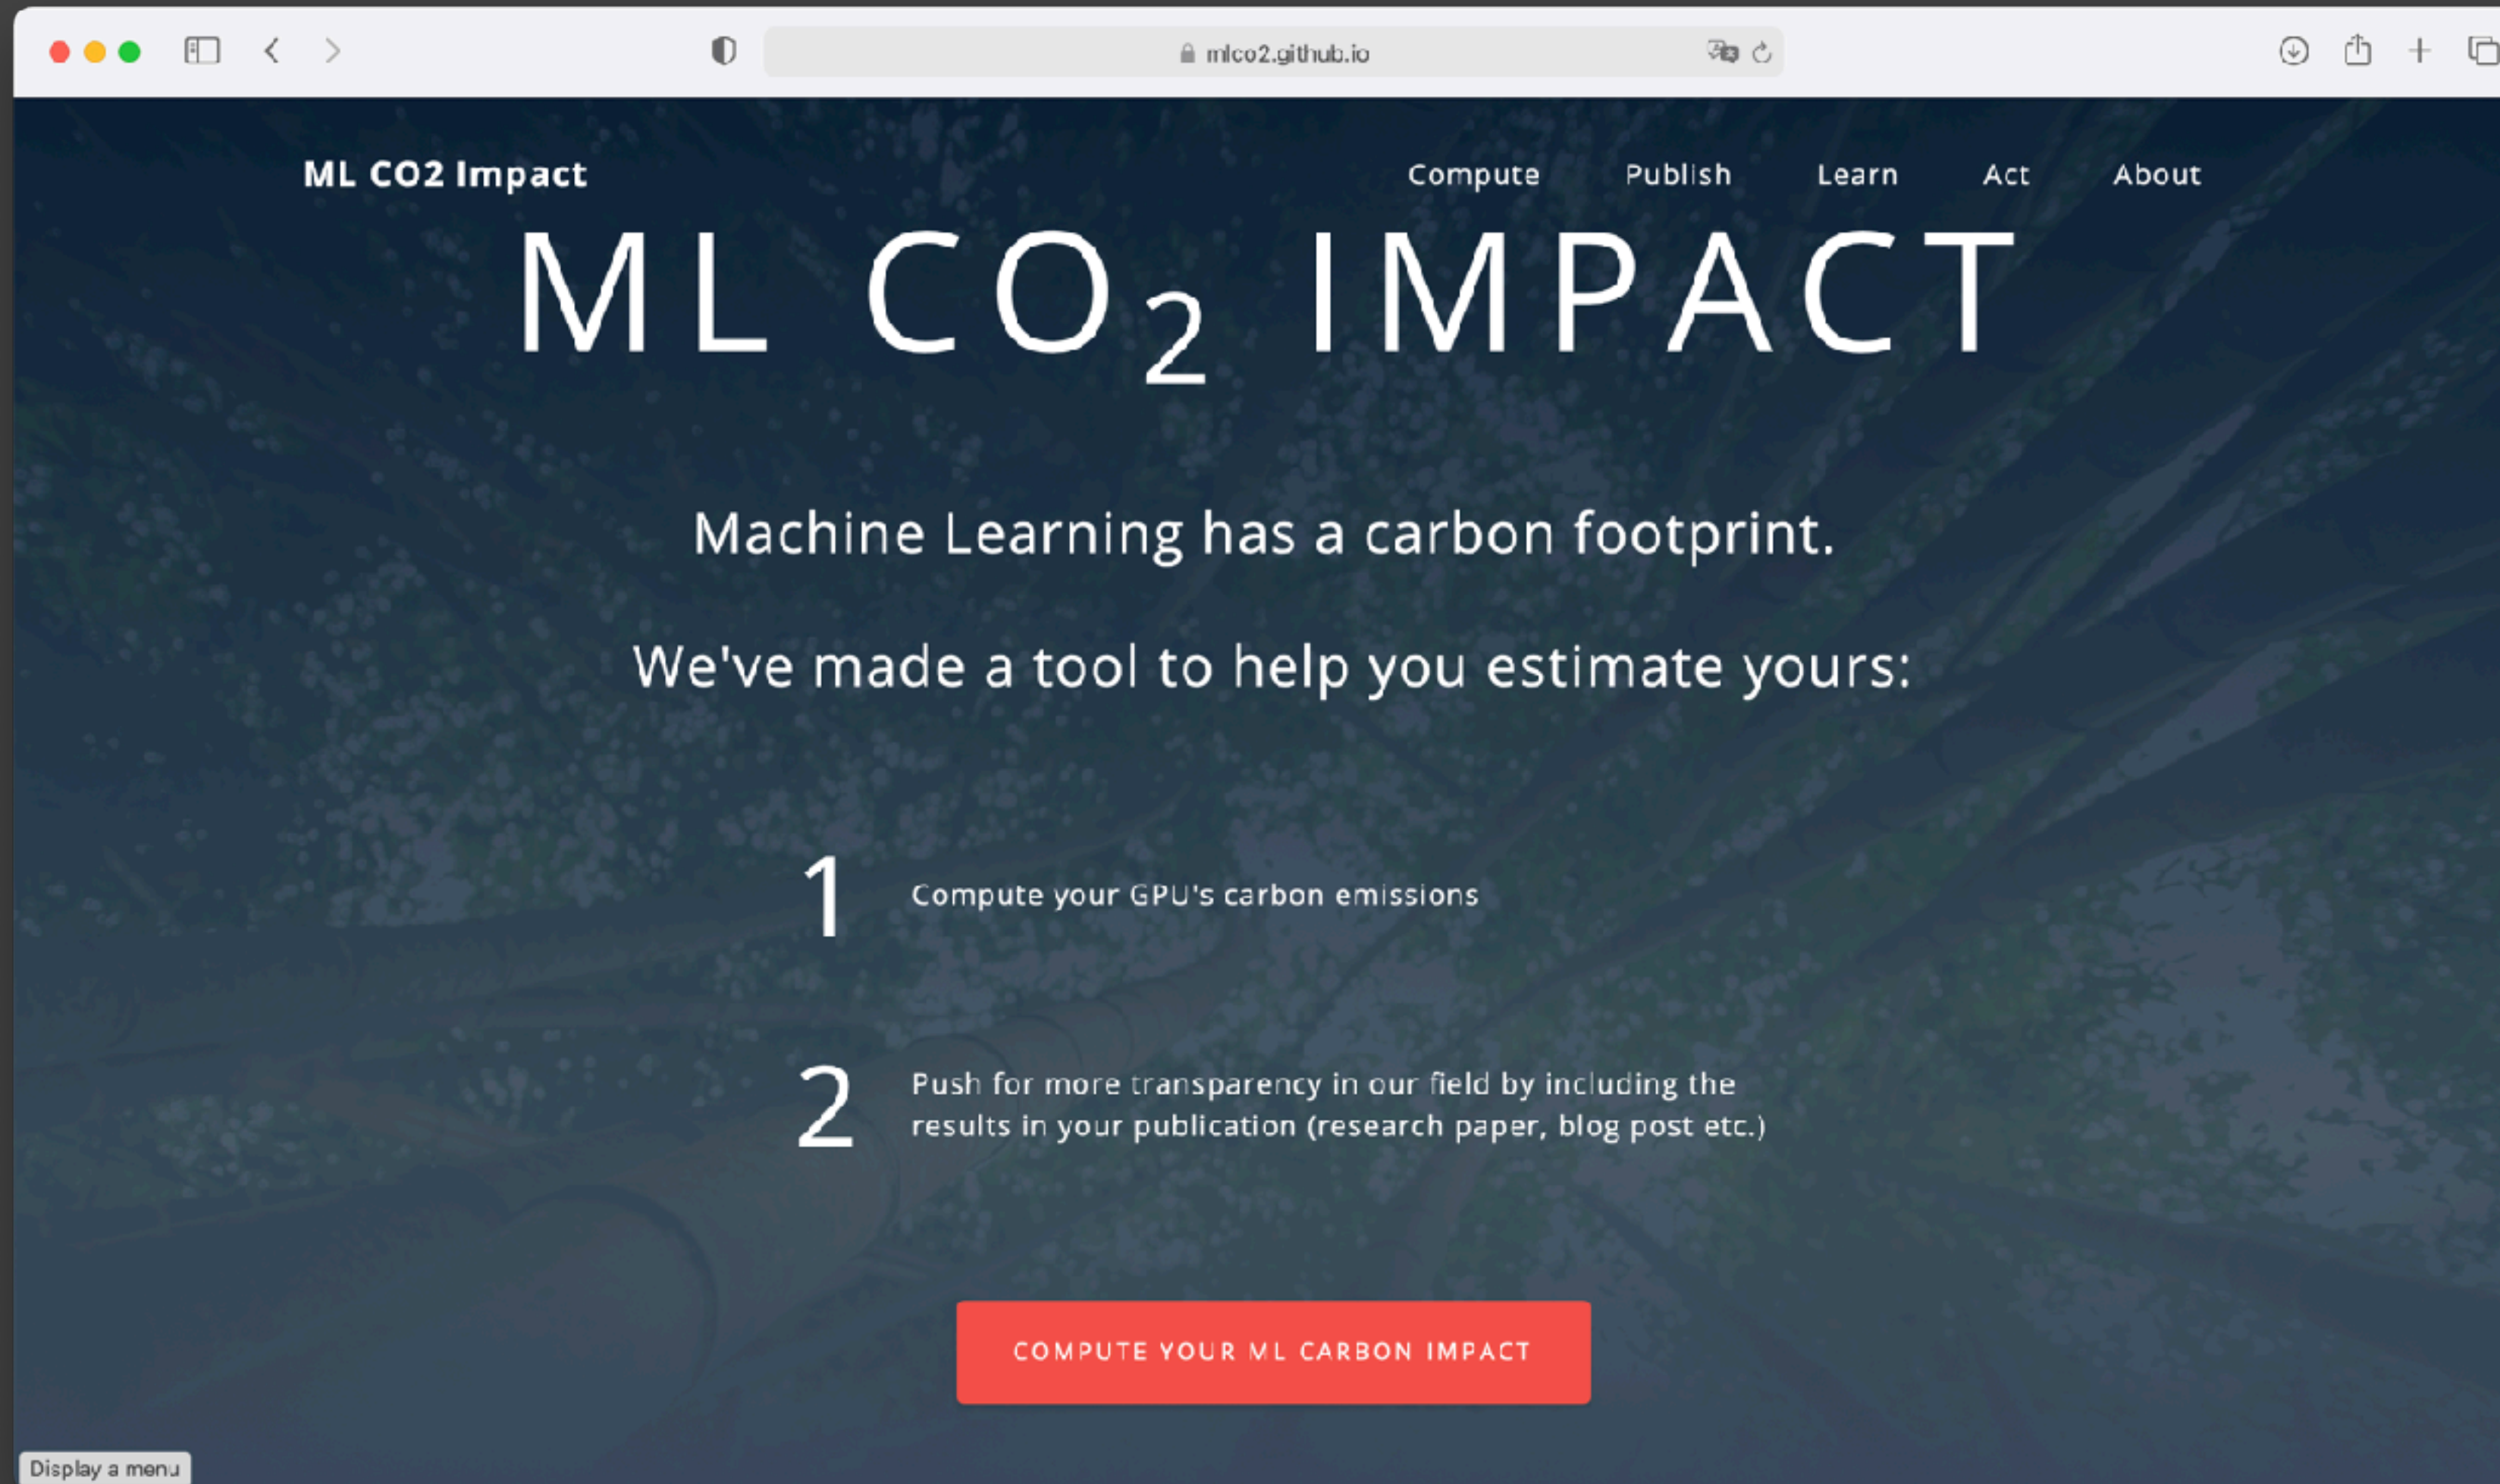 mlco2.github.io
ML CO2 Impact
Compute Publish Learn Act About
ML CO₂ IMPACT
Machine Learning has a carbon footprint.
We've made a tool to help you estimate yours:
1 Compute your GPU's carbon emissions
2 Push for more transparency in our field by including the
results in your publication (research paper, blog post etc.)
COMPUTE YOUR ML CARBON IMPACT
Display a menu